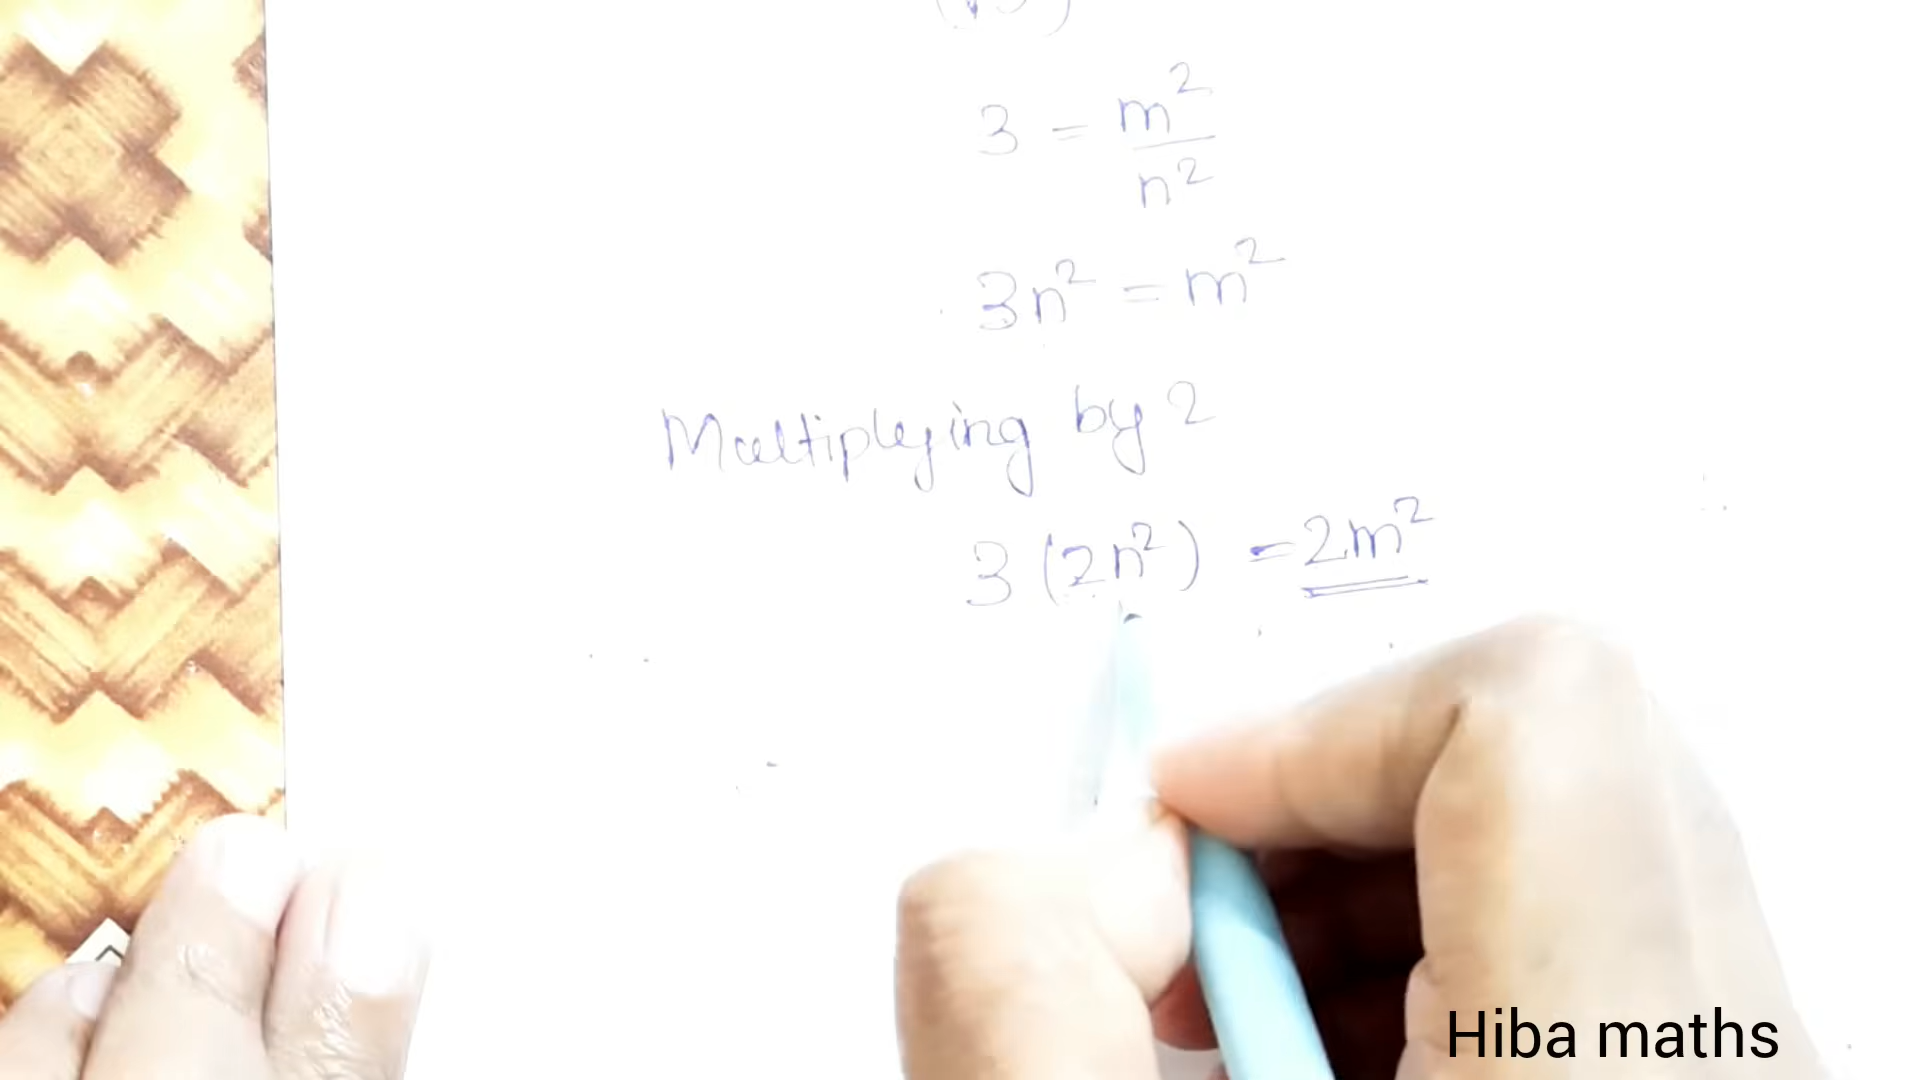 3 = m²/n²
3n² = m²
Multiplying by 2
3 (2n²) = 2m²
Hiba maths